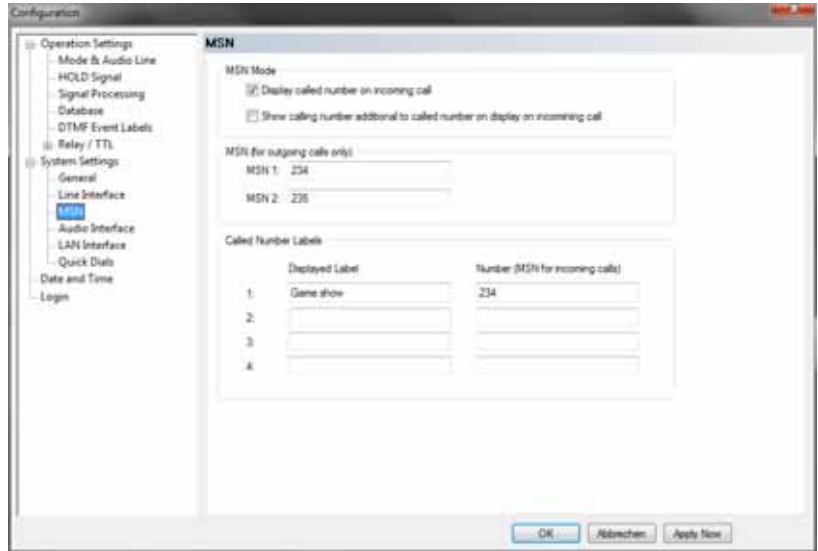 Configuration
Operation Settings
Mode & Audio Line
HOLD Signal
Signal Processing
Database
DTMF Event Labels
Relay / TTL
System Settings
General
Line Interface
MSN
Audio Interface
LAN Interface
Quick Dials
Date and Time
Login
MSN
MSN Mode
Display called number on incoming call
Show calling number additional to called number on display on incomining call
MSN (for outgoing calls only)
MSN 1: 234
MSN 2: 235
Called Number Labels
Displayed Label Number (MSN for incoming calls)
1: Game show 234
2:
3:
4:
OK Abbrechen Apply Now